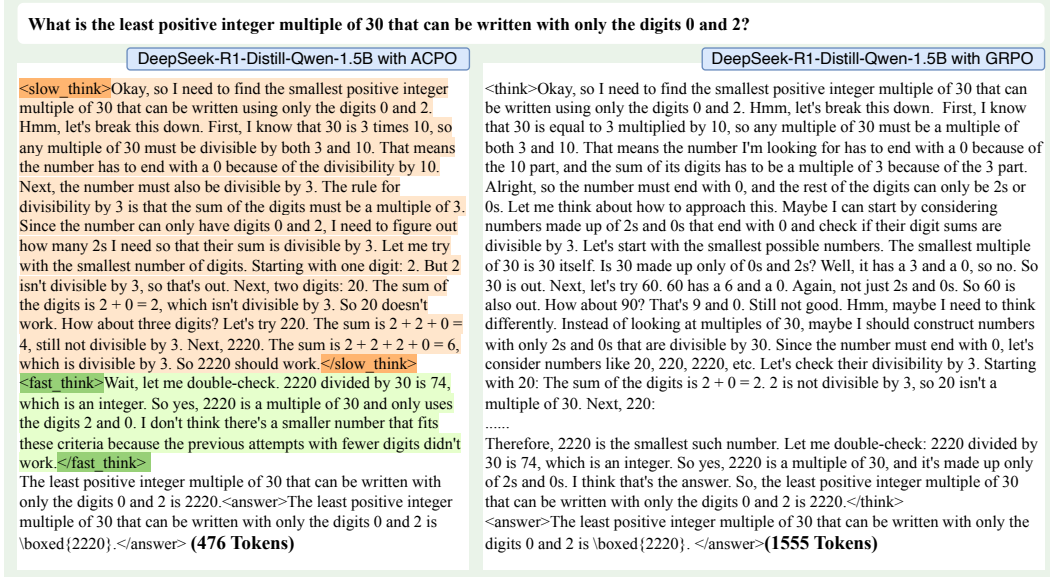 What is the least positive integer multiple of 30 that can be written with only the digits 0 and 2?
DeepSeek-R1-Distill-Qwen-1.5B with ACPO
<slow_think>Okay, so I need to find the smallest positive integer
multiple of 30 that can be written using only the digits 0 and 2.
Hmm, let's break this down. First, I know that 30 is 3 times 10, so
any multiple of 30 must be divisible by both 3 and 10. That means
the number has to end with a 0 because of the divisibility by 10.
Next, the number must also be divisible by 3. The rule for
divisibility by 3 is that the sum of the digits must be a multiple of 3.
Since the number can only have digits 0 and 2, I need to figure out
how many 2s I need so that their sum is divisible by 3. Let me try
with the smallest number of digits. Starting with one digit: 2. But 2
isn't divisible by 3, so that's out. Next, two digits: 20. The sum of
the digits is 2 + 0 = 2, which isn't divisible by 3. So 20 doesn't
work. How about three digits? Let's try 220. The sum is 2 + 2 + 0 =
4, still not divisible by 3. Next, 2220. The sum is 2 + 2 + 2 + 0 = 6,
which is divisible by 3. So 2220 should work.</slow_think>
<fast_think>Wait, let me double-check. 2220 divided by 30 is 74,
which is an integer. So yes, 2220 is a multiple of 30 and only uses
the digits 2 and 0. I don't think there's a smaller number that fits
these criteria because the previous attempts with fewer digits didn't
work.</fast_think>
The least positive integer multiple of 30 that can be written with
only the digits 0 and 2 is 2220.<answer>The least positive integer
multiple of 30 that can be written with only the digits 0 and 2 is
\boxed{2220}.</answer> (476 Tokens)
DeepSeek-R1-Distill-Qwen-1.5B with GRPO
<think>Okay, so I need to find the smallest positive integer multiple of 30 that can
be written using only the digits 0 and 2. Hmm, let's break this down. First, I know
that 30 is equal to 3 multiplied by 10, so any multiple of 30 must be a multiple of
both 3 and 10. That means the number I'm looking for has to end with a 0 because of
the 10 part, and the sum of its digits has to be a multiple of 3 because of the 3 part.
Alright, so the number must end with 0, and the rest of the digits can only be 2s or
0s. Let me think about how to approach this. Maybe I can start by considering
numbers made up of 2s and 0s that end with 0 and check if their digit sums are
divisible by 3. Let's start with the smallest possible numbers. The smallest multiple
of 30 is 30 itself. Is 30 made up only of 0s and 2s? Well, it has a 3 and a 0, so no. So
30 is out. Next, let's try 60. 60 has a 6 and a 0. Again, not just 2s and 0s. So 60 is
also out. How about 90? That's 9 and 0. Still not good. Hmm, maybe I need to think
differently. Instead of looking at multiples of 30, maybe I should construct numbers
with only 2s and 0s that are divisible by 30. Since the number must end with 0, let's
consider numbers like 20, 220, 2220, etc. Let's check their divisibility by 3. Starting
with 20: The sum of the digits is 2 + 0 = 2. 2 is not divisible by 3, so 20 isn't a
multiple of 30. Next, 220:
......
Therefore, 2220 is the smallest such number. Let me double-check: 2220 divided by
30 is 74, which is an integer. So yes, 2220 is a multiple of 30, and it's made up only
of 2s and 0s. I think that's the answer. So, the least positive integer multiple of 30
that can be written with only the digits 0 and 2 is 2220.</think>
<answer>The least positive integer multiple of 30 that can be written with only the
digits 0 and 2 is \boxed{2220}. </answer>(1555 Tokens)